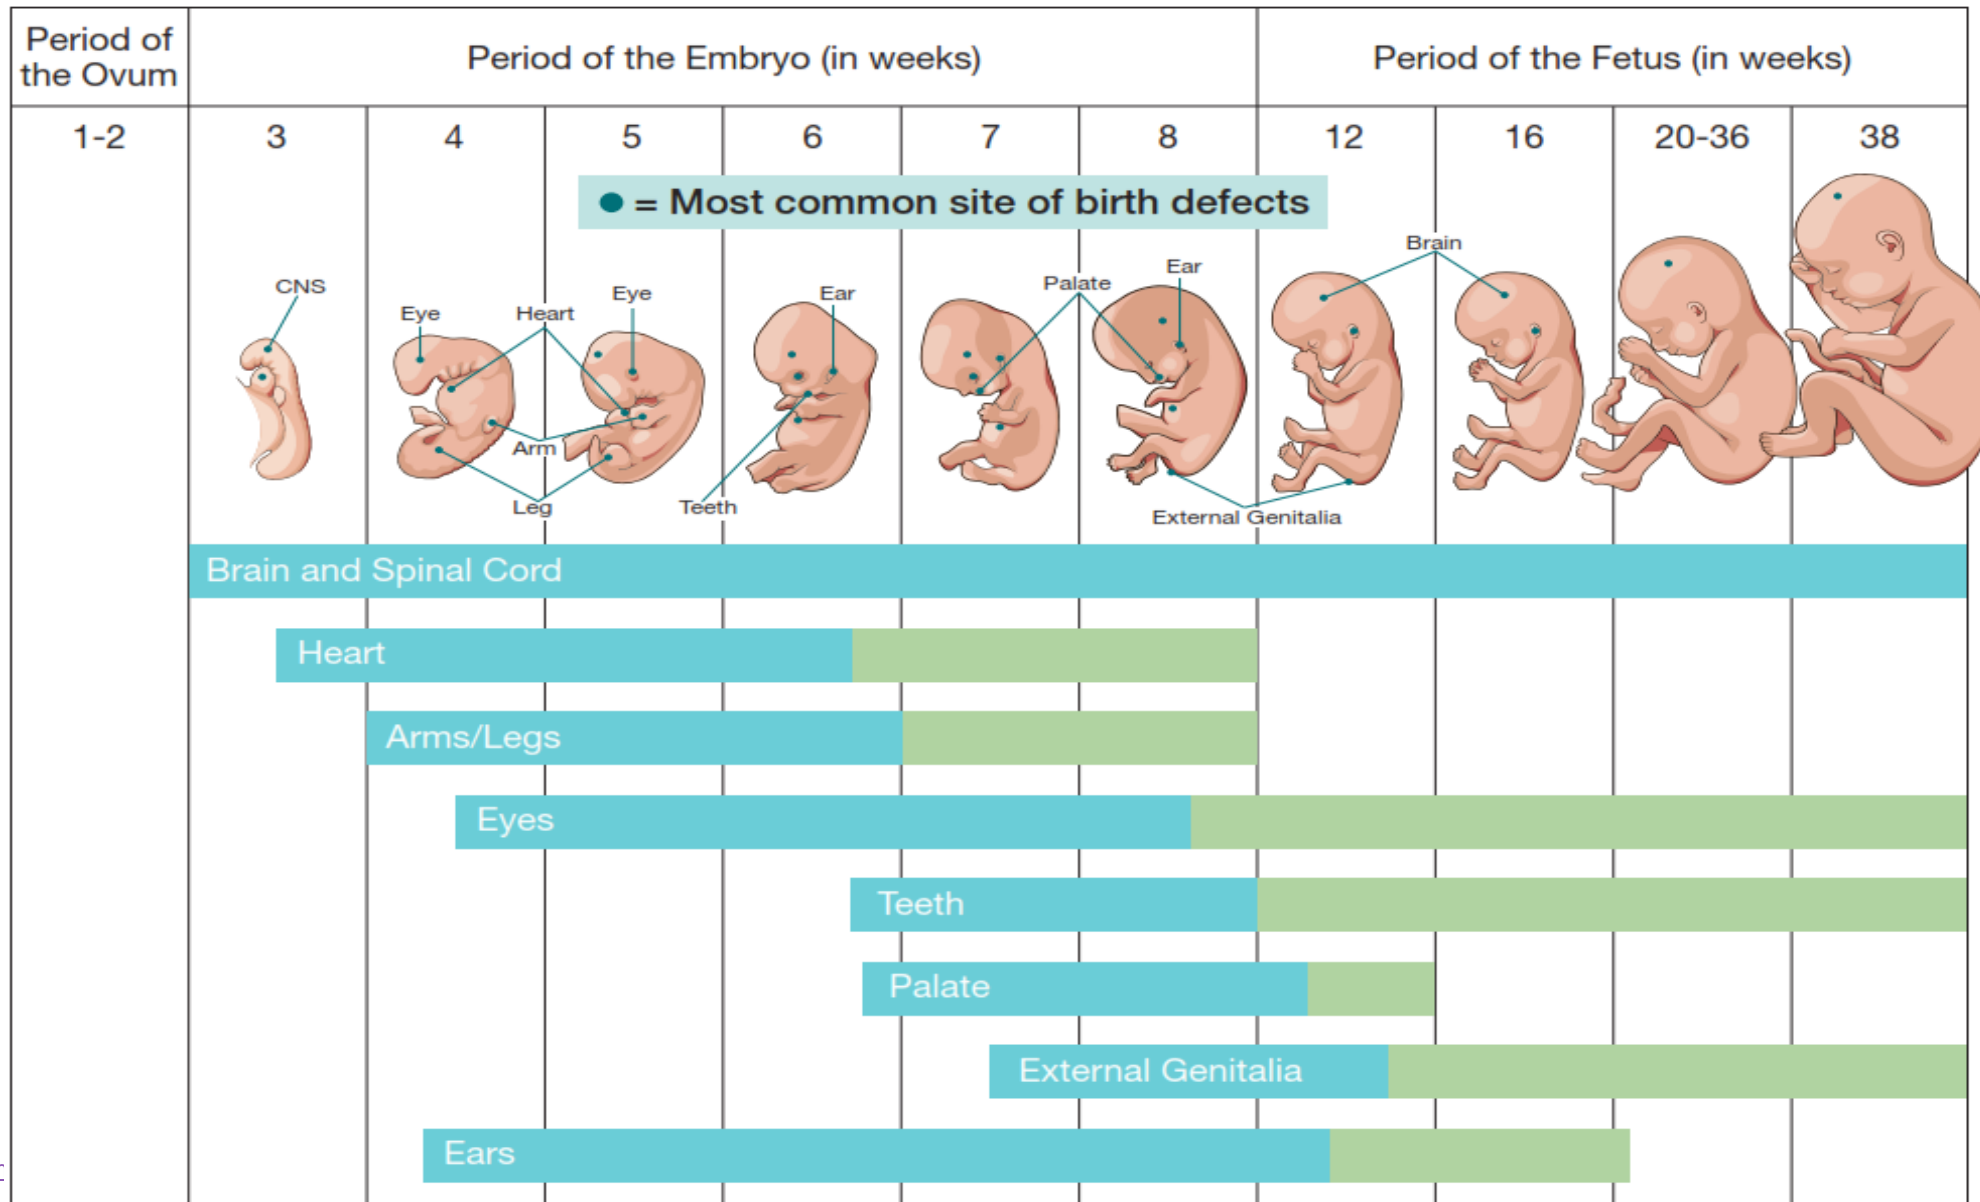 Period of
the Ovum
Period of the Embryo (in weeks)
Period of the Fetus (in weeks)
1-2
3
4
5
6
7
8
12
16
20-36
38
● = Most common site of birth defects
CNS
Eye
Heart
Eye
Ear
Palate
Ear
Brain
Arm
Leg
Teeth
External Genitalia
Brain and Spinal Cord
Heart
Arms/Legs
Eyes
Teeth
Palate
External Genitalia
Ears